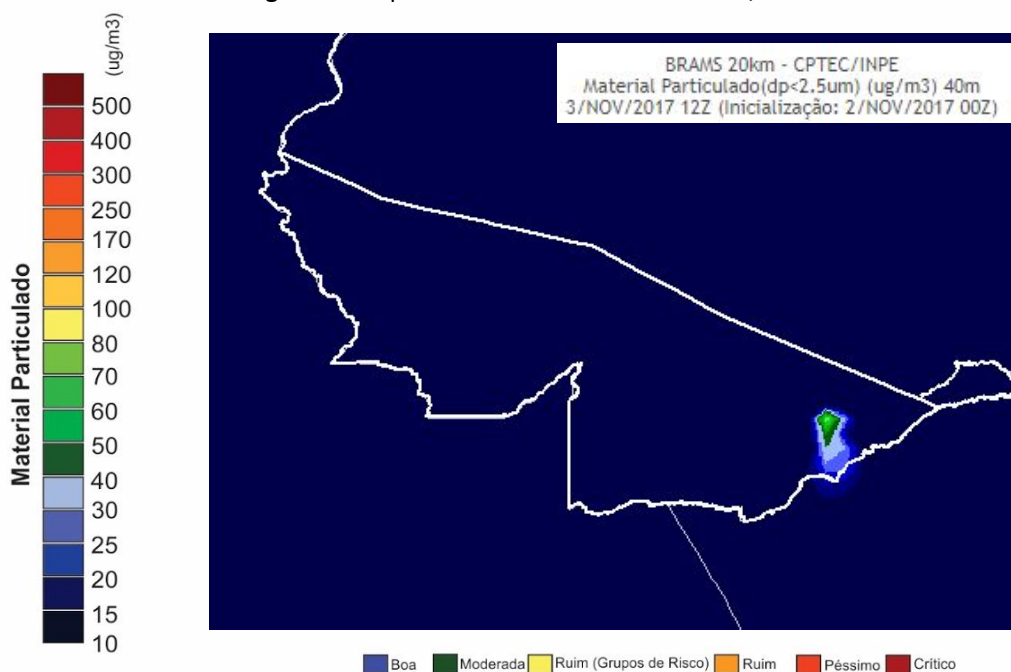 (ug/m3)
Material Particulado
500
400
300
250
170
120
100
80
70
60
50
40
30
25
20
15
10
BRAMS 20km - CPTEC/INPE
Material Particulado(dp<2.5um) (ug/m3) 40m
3/NOV/2017 12Z (Inicialização: 2/NOV/2017 00Z)
Boa Moderada Ruim (Grupos de Risco) Ruim Péssimo Crítico